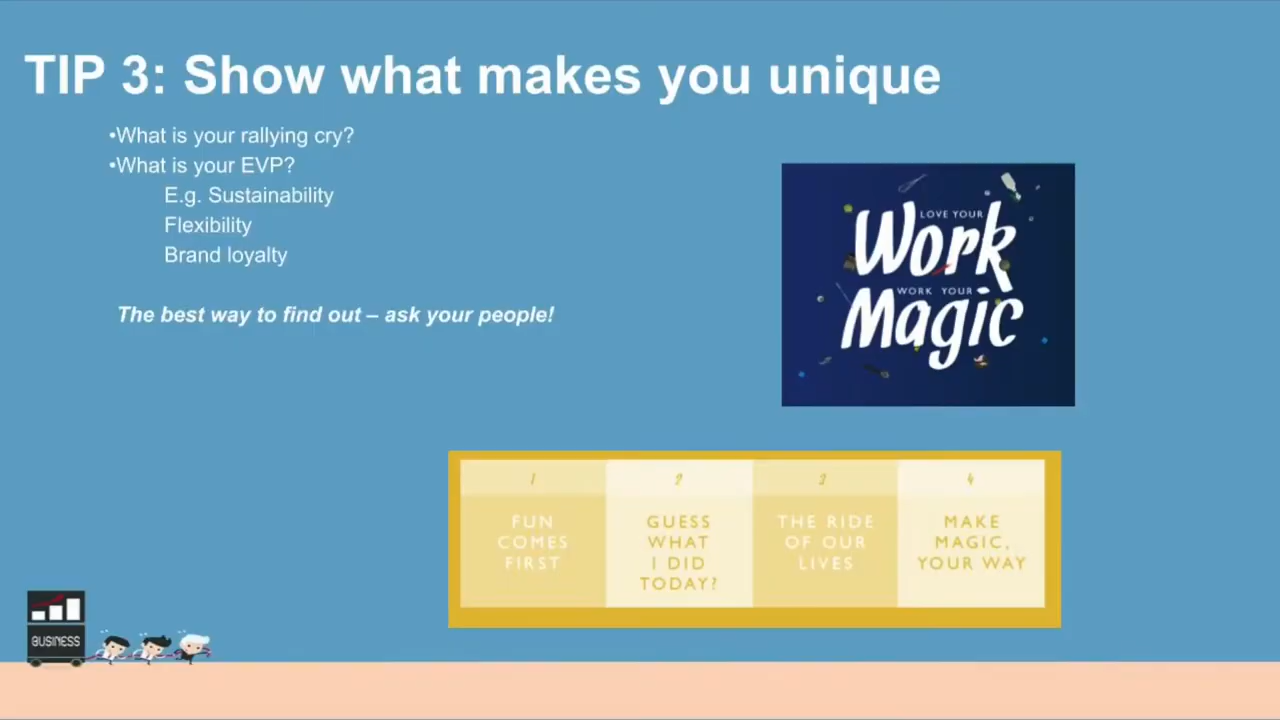 TIP 3: Show what makes you unique
•What is your rallying cry?
•What is your EVP?
E.g. Sustainability
Flexibility
Brand loyalty
The best way to find out – ask your people!
LOVE YOUR
Work
WORK YOUR
Magic
1
FUN
COMES
FIRST
2
GUESS
WHAT
I DID
TODAY?
3
THE RIDE
OF OUR
LIVES
4
MAKE
MAGIC,
YOUR WAY
BUSINESS